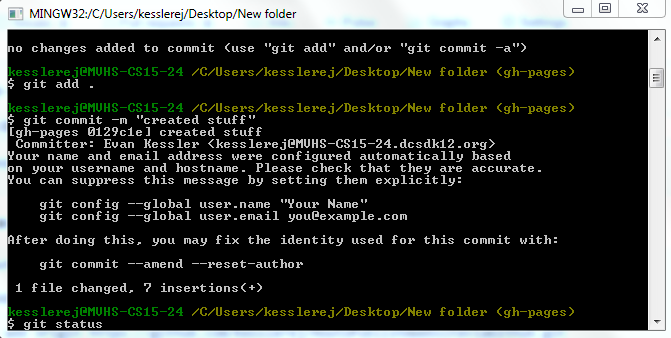 MINGW32:/C/Users/kesslerej/Desktop/New folder
no changes added to commit (use "git add" and/or "git commit -a")
kesslerej@MVHS-CS15-24 /C/Users/kesslerej/Desktop/New folder (gh-pages)
$ git add .
kesslerej@MVHS-CS15-24 /C/Users/kesslerej/Desktop/New folder (gh-pages)
$ git commit -m "created stuff"
[gh-pages 0129c1e] created stuff
Committer: Evan Kessler <kesslerej@MVHS-CS15-24.dcsdk12.org>
Your name and email address were configured automatically based
on your username and hostname. Please check that they are accurate.
You can suppress this message by setting them explicitly:
git config --global user.name "Your Name"
git config --global user.email you@example.com
After doing this, you may fix the identity used for this commit with:
git commit --amend --reset-author
1 file changed, 7 insertions(+)
kesslerej@MVHS-CS15-24 /C/Users/kesslerej/Desktop/New folder (gh-pages)
$ git status